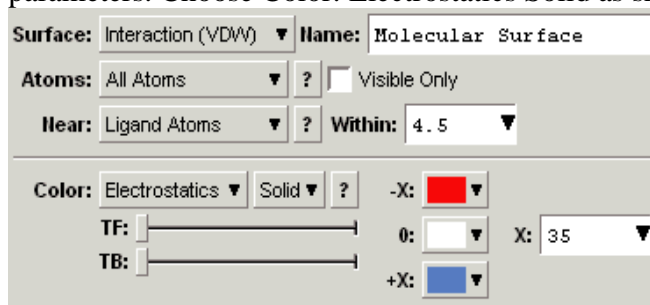 parameters. Choose Color: Electrostatics Solid as s
Surface: Interaction (VDW) Name: Molecular Surface
Atoms: All Atoms ? Visible Only
Near: Ligand Atoms ? Within: 4.5
Color: Electrostatics Solid ? -X:
TF: 0: X: 35
TB:
+X: